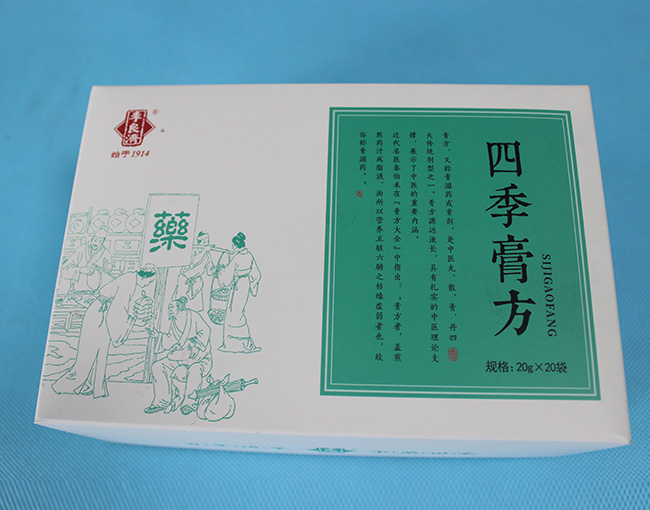 李良濟
始于1914
藥
四季膏方
SIJIGAOFANG
规格:20g×20袋
膏方,又称膏滋药或膏剂,是中医丸、散、膏、丹四
大传统剂型之一,膏方源远流长,具有扎实的中医理论支
撑,展示了中医的重要内涵。
近代名医秦伯未在『膏方大全』中指出:“膏方者,盖煎
熬药汁成脂液,而所以营养五脏六腑之枯燥虚弱者也,故
俗称膏滋药。”